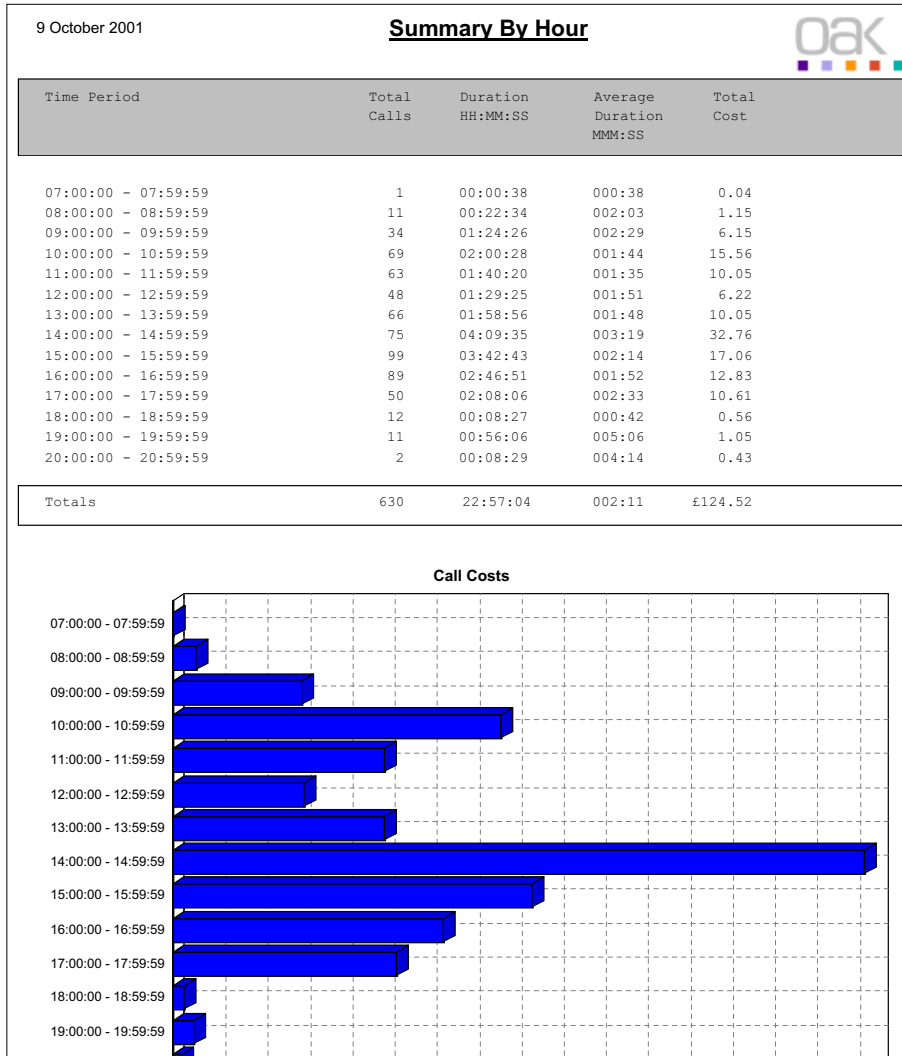 9 October 2001 Summary By Hour oak
Time Period Total Duration Average Total
Calls HH:MM:SS Duration Cost
MMM:SS
07:00:00 - 07:59:59 1 00:00:38 000:38 0.04
08:00:00 - 08:59:59 11 00:22:34 002:03 1.15
09:00:00 - 09:59:59 34 01:24:26 002:29 6.15
10:00:00 - 10:59:59 69 02:00:28 001:44 15.56
11:00:00 - 11:59:59 63 01:40:20 001:35 10.05
12:00:00 - 12:59:59 48 01:29:25 001:51 6.22
13:00:00 - 13:59:59 66 01:58:56 001:48 10.05
14:00:00 - 14:59:59 75 04:09:35 003:19 32.76
15:00:00 - 15:59:59 99 03:42:43 002:14 17.06
16:00:00 - 16:59:59 89 02:46:51 001:52 12.83
17:00:00 - 17:59:59 50 02:08:06 002:33 10.61
18:00:00 - 18:59:59 12 00:08:27 000:42 0.56
19:00:00 - 19:59:59 11 00:56:06 005:06 1.05
20:00:00 - 20:59:59 2 00:08:29 004:14 0.43
Totals 630 22:57:04 002:11 £124.52
Call Costs
07:00:00 - 07:59:59
08:00:00 - 08:59:59
09:00:00 - 09:59:59
10:00:00 - 10:59:59
11:00:00 - 11:59:59
12:00:00 - 12:59:59
13:00:00 - 13:59:59
14:00:00 - 14:59:59
15:00:00 - 15:59:59
16:00:00 - 16:59:59
17:00:00 - 17:59:59
18:00:00 - 18:59:59
19:00:00 - 19:59:59